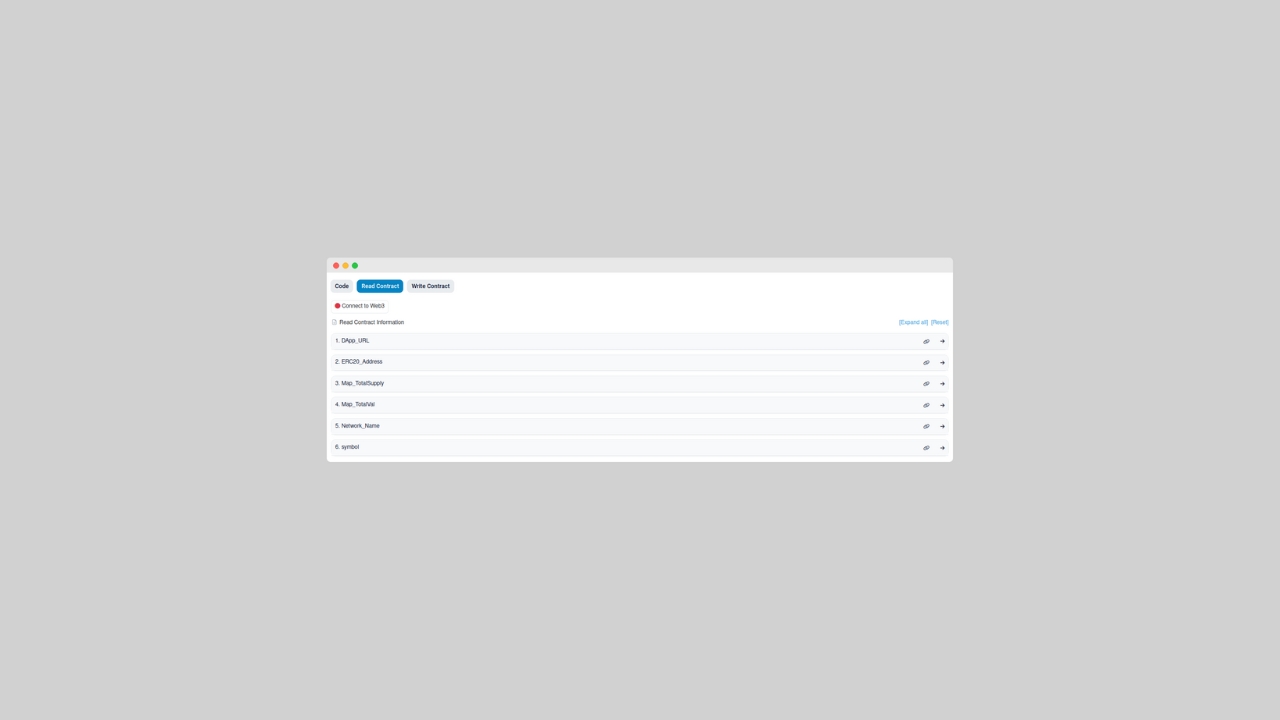 Code Read Contract Write Contract
Connect to Web3
Read Contract Information [Expand all] [Reset]
1. DApp_URL
2. ERC20_Address
3. Map_TotalSupply
4. Map_TotalVal
5. Network_Name
6. symbol